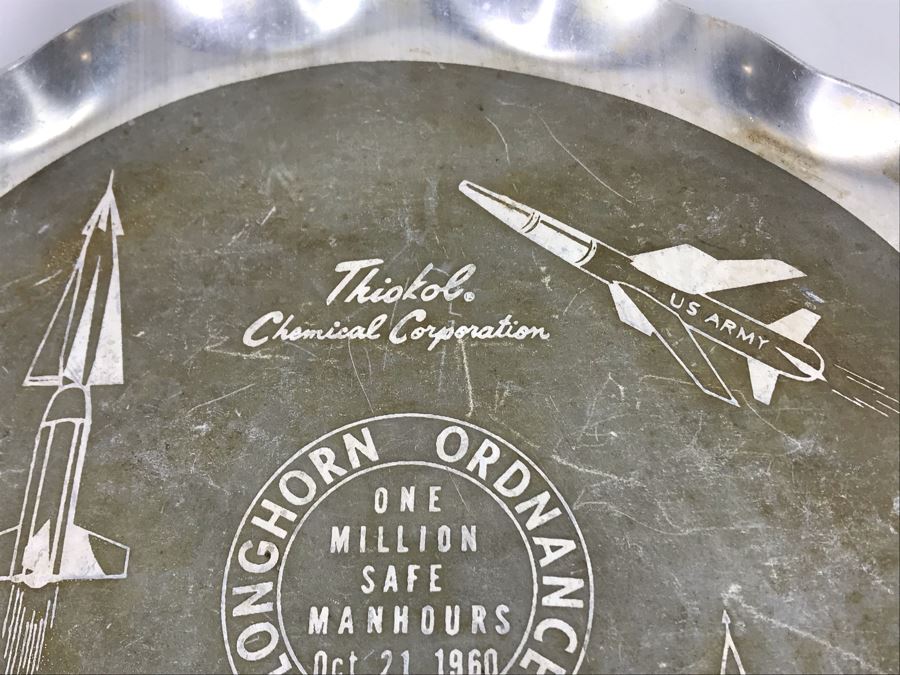 Thiokol®
Chemical Corporation
US ARMY
LONGHORN ORDNANCE
ONE
MILLION
SAFE
MANHOURS
Oct 21 1960